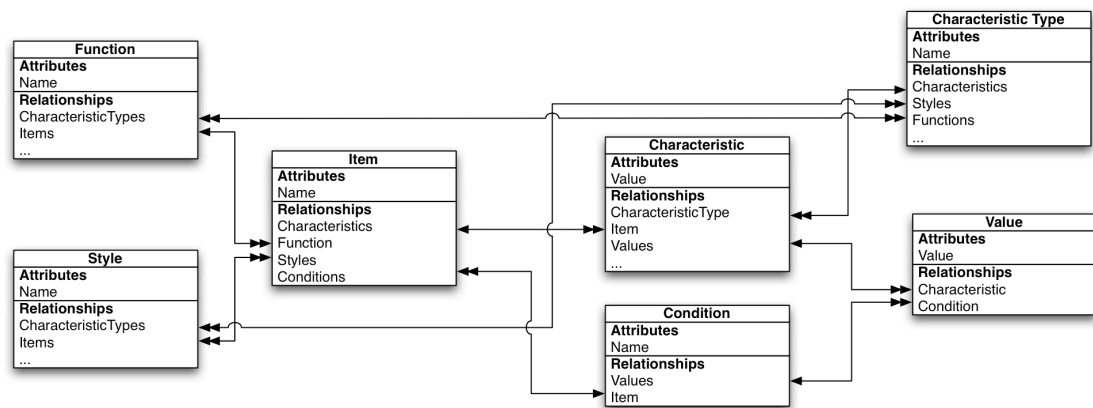 Function
Attributes
Name
Relationships
CharacteristicTypes
Items
...
Style
Attributes
Name
Relationships
CharacteristicTypes
Items
...
Item
Attributes
Name
Relationships
Characteristics
Function
Styles
Conditions
Characteristic
Attributes
Value
Relationships
CharacteristicType
Item
Values
...
Condition
Attributes
Name
Relationships
Values
Item
Characteristic Type
Attributes
Name
Relationships
Characteristics
Styles
Functions
...
Value
Attributes
Value
Relationships
Characteristic
Condition